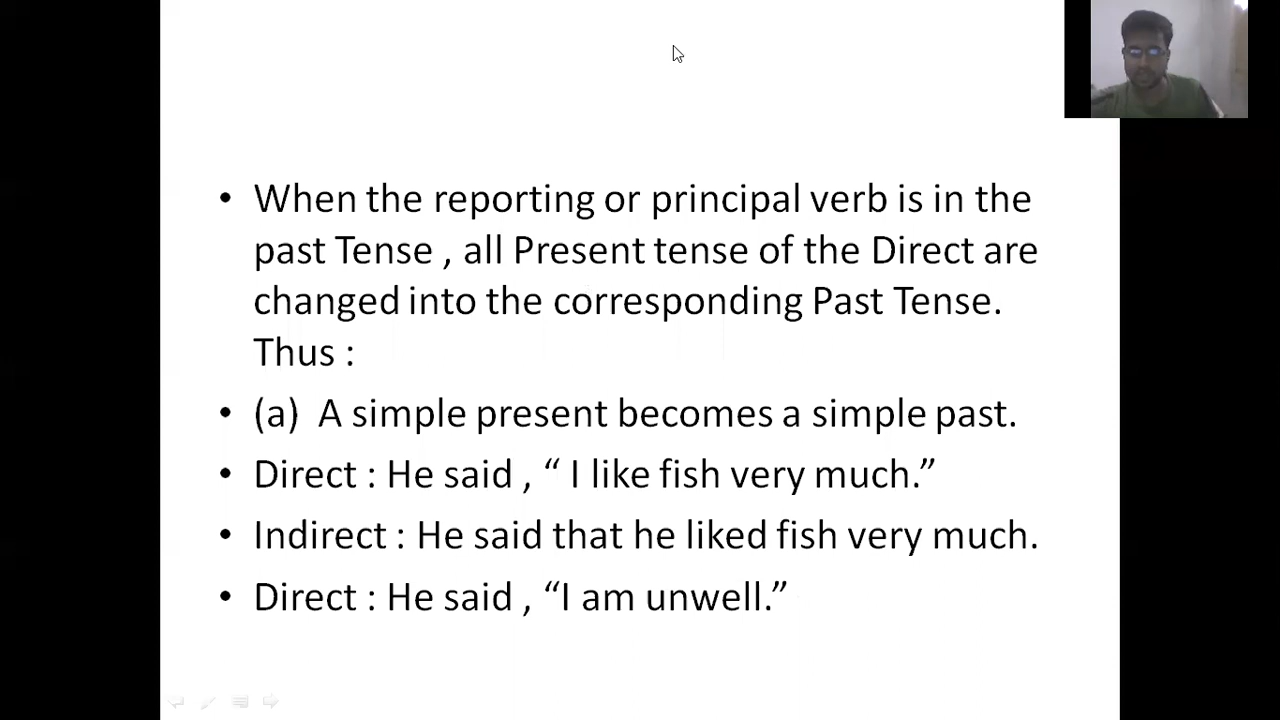 • When the reporting or principal verb is in the
past Tense , all Present tense of the Direct are
changed into the corresponding Past Tense.
Thus :
• (a) A simple present becomes a simple past.
• Direct : He said , “ I like fish very much.”
• Indirect : He said that he liked fish very much.
• Direct : He said , “I am unwell.”